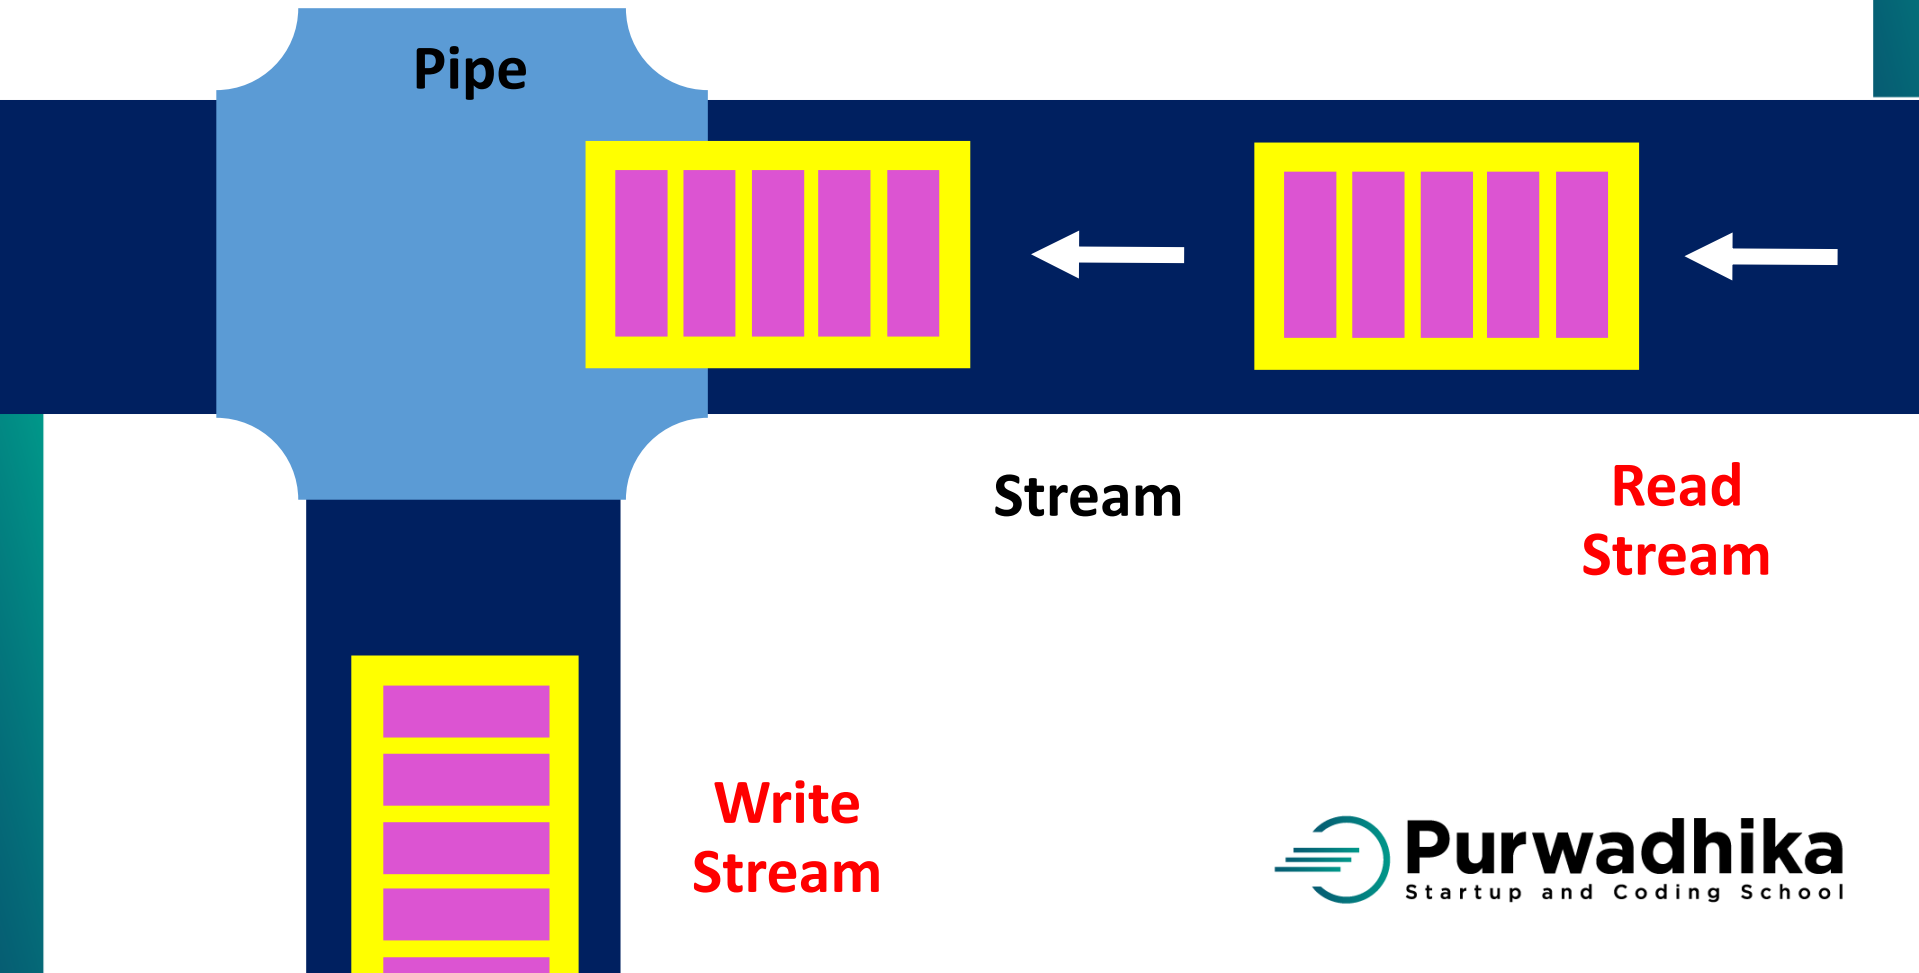 Pipe
Stream
Read
Stream
Write
Stream
Purwadhika
Startup and Coding School